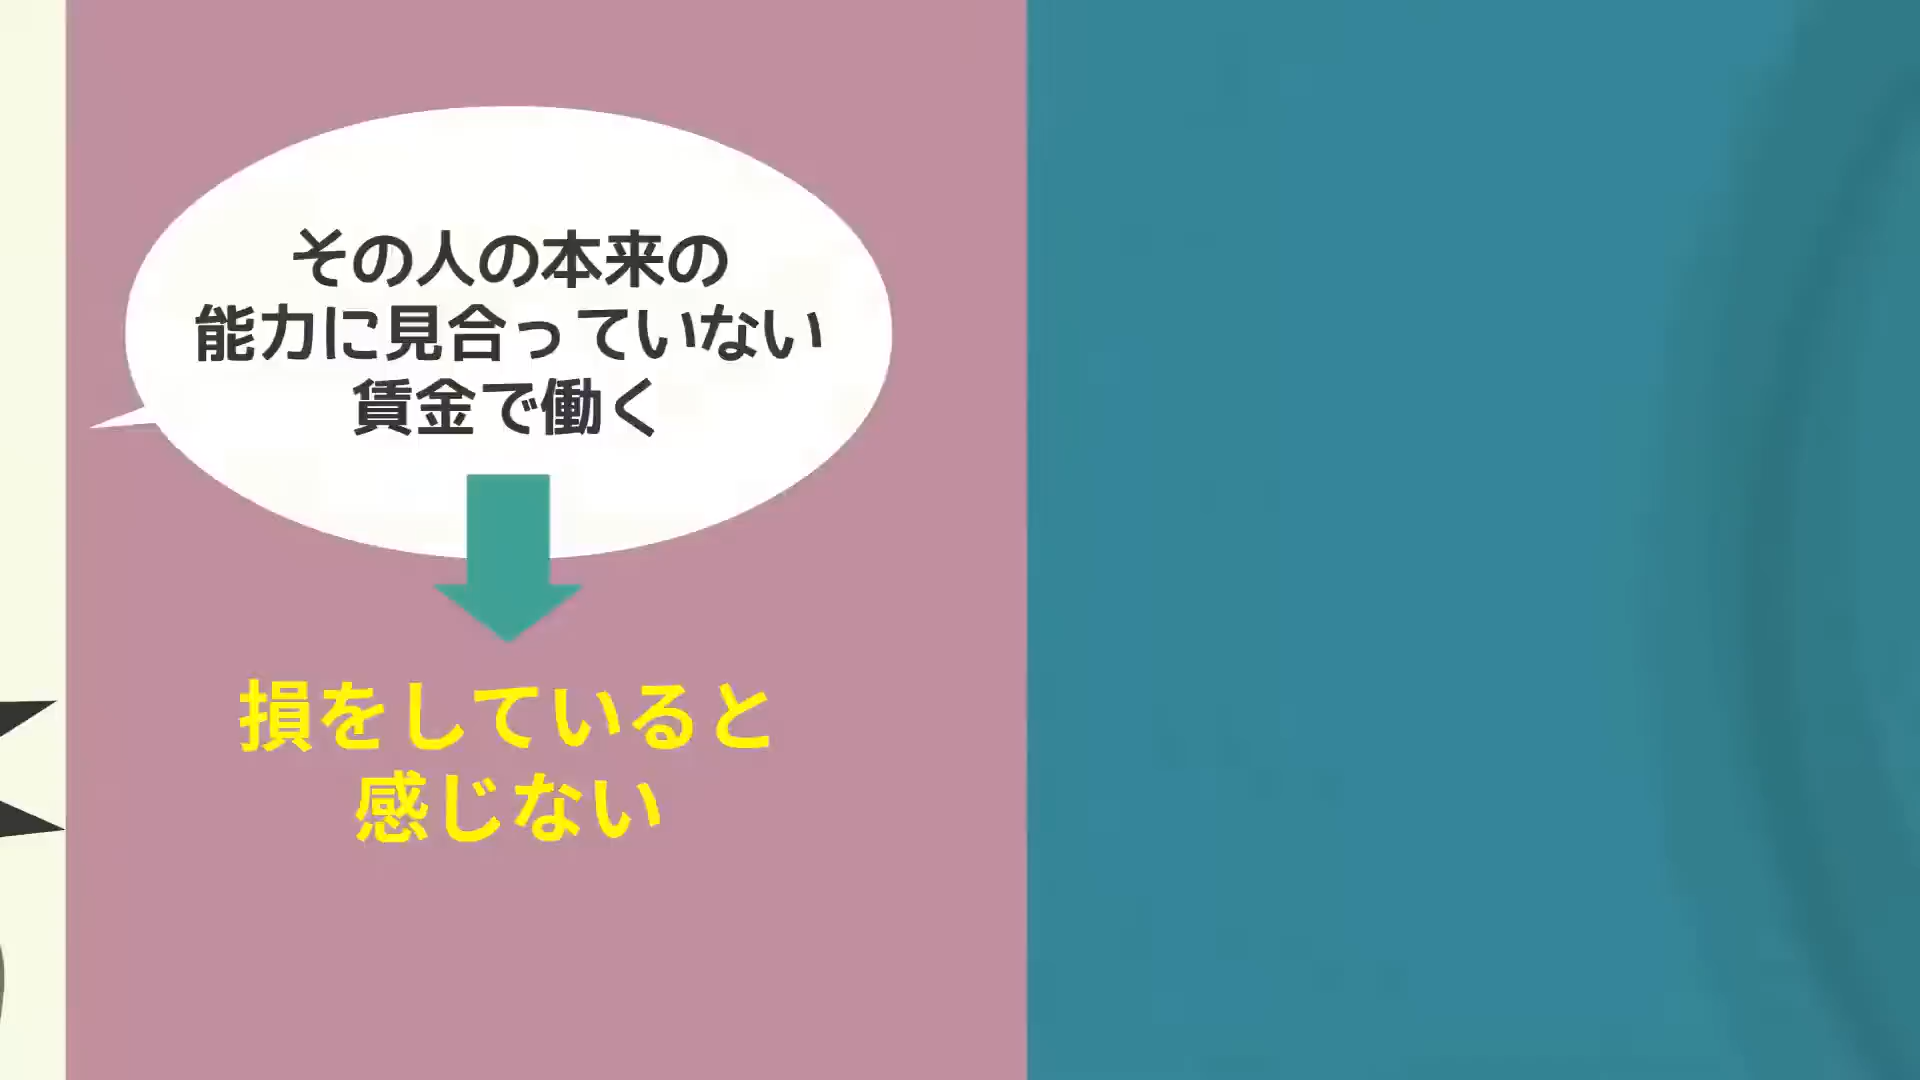 その人の本来の
能力に見合っていない
賃金で働く
損をしていると
感じない